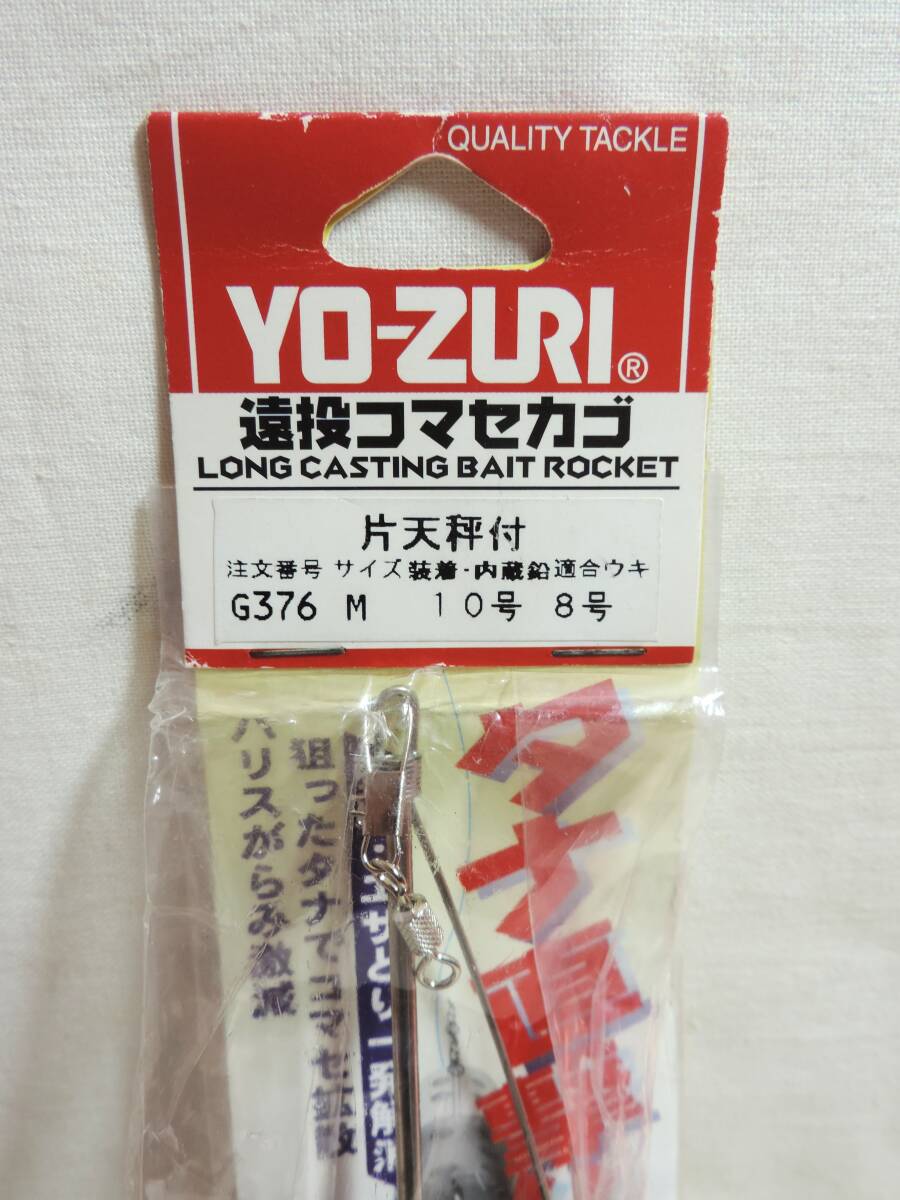 QUALITY TACKLE
YO-ZURI®
遠投コマセカゴ
LONG CASTING BAIT ROCKET
片天秤付
注文番号 サイズ 装着・内蔵鉛 適合ウキ
G376 M 10号 8号
狙ったタナでコマセ拡散
ハリスがらみ激減